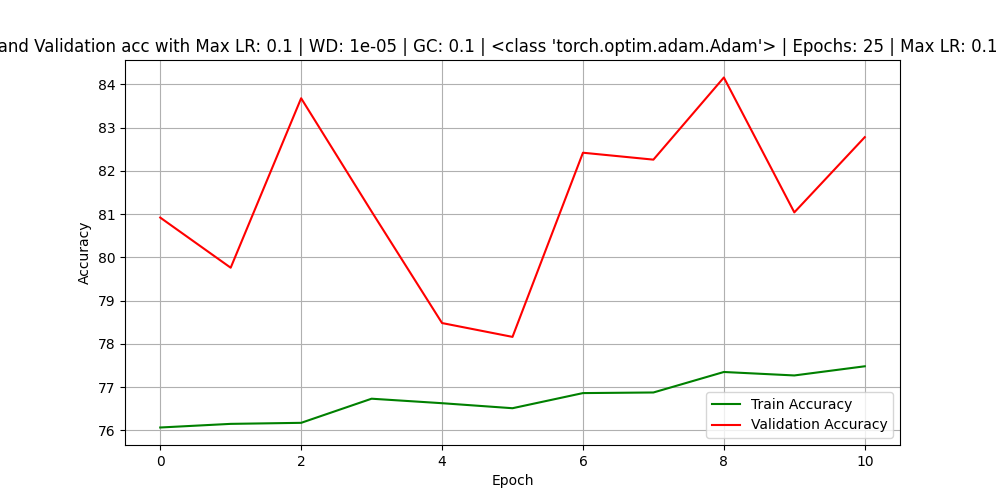 and Validation acc with Max LR: 0.1 | WD: 1e-05 | GC: 0.1 | <class 'torch.optim.adam.Adam'> | Epochs: 25 | Max LR: 0.1
84
83
82
81
80
79
78
77
76
Accuracy
0 2 4 6 8 10
Epoch
Train Accuracy
Validation Accuracy